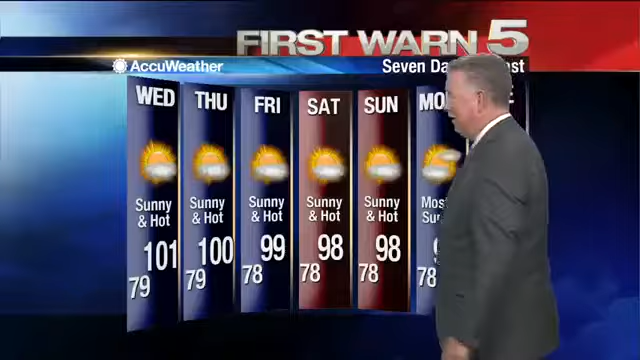 FIRST WARN 5
AccuWeather
Seven Da
WED THU FRI SAT SUN MO
Sunny & Hot
101
79
Sunny & Hot
100
79
Sunny & Hot
99
78
Sunny & Hot
98
78
Sunny & Hot
98
78
78